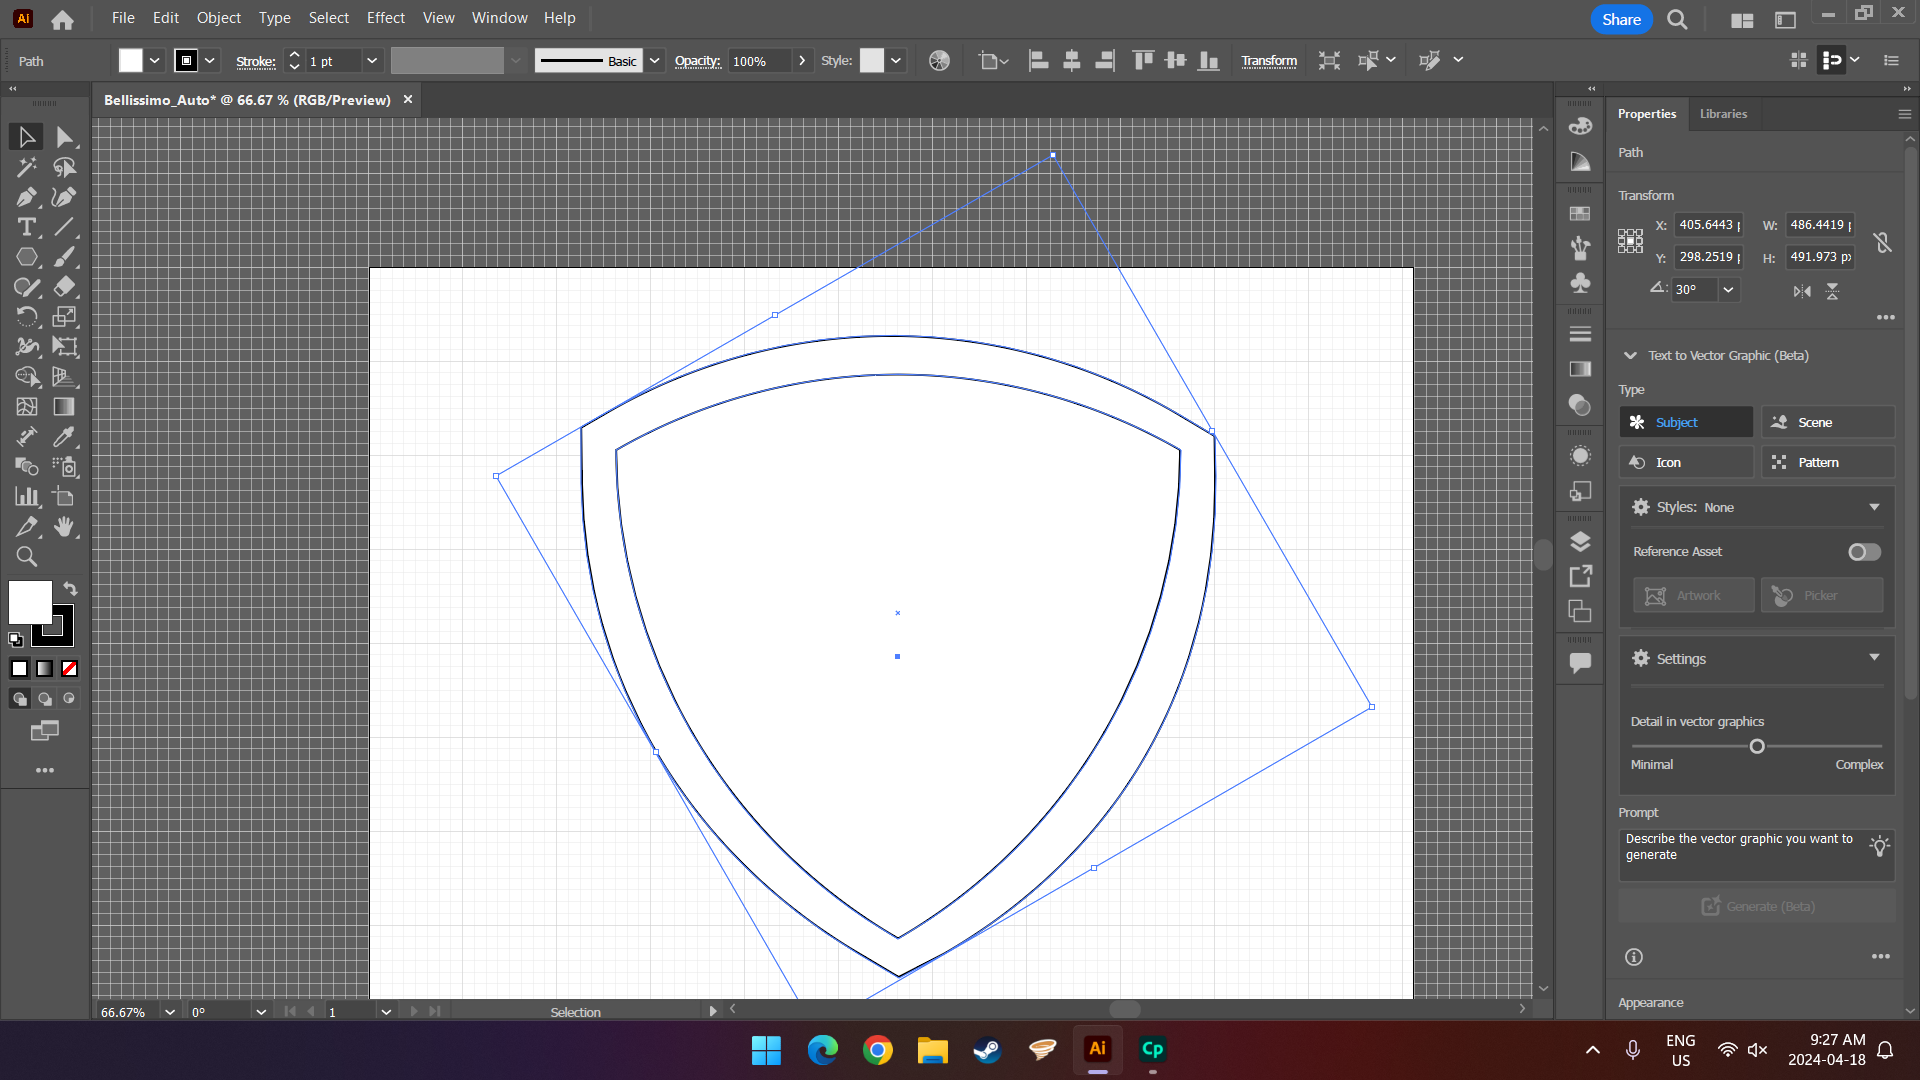 Ai File Edit Object Type Select Effect View Window Help Share
Path Stroke: 1 pt Basic Opacity: 100% Style: Transform
Bellissimo_Auto* @ 66.67 % (RGB/Preview) ×
Properties Libraries
Path
Transform
X: 405.6443 W: 486.4419
Y: 298.2519 H: 491.973 px
30°
Text to Vector Graphic (Beta)
Type
Subject Scene
Icon Pattern
Styles: None
Reference Asset
Artwork Picker
Settings
Detail in vector graphics
Minimal Complex
Prompt
Describe the vector graphic you want to
generate
Generate (Beta)
Appearance
66.67% 0° 1 Selection
Ai Cp
ENG
US
9:27 AM
2024-04-18